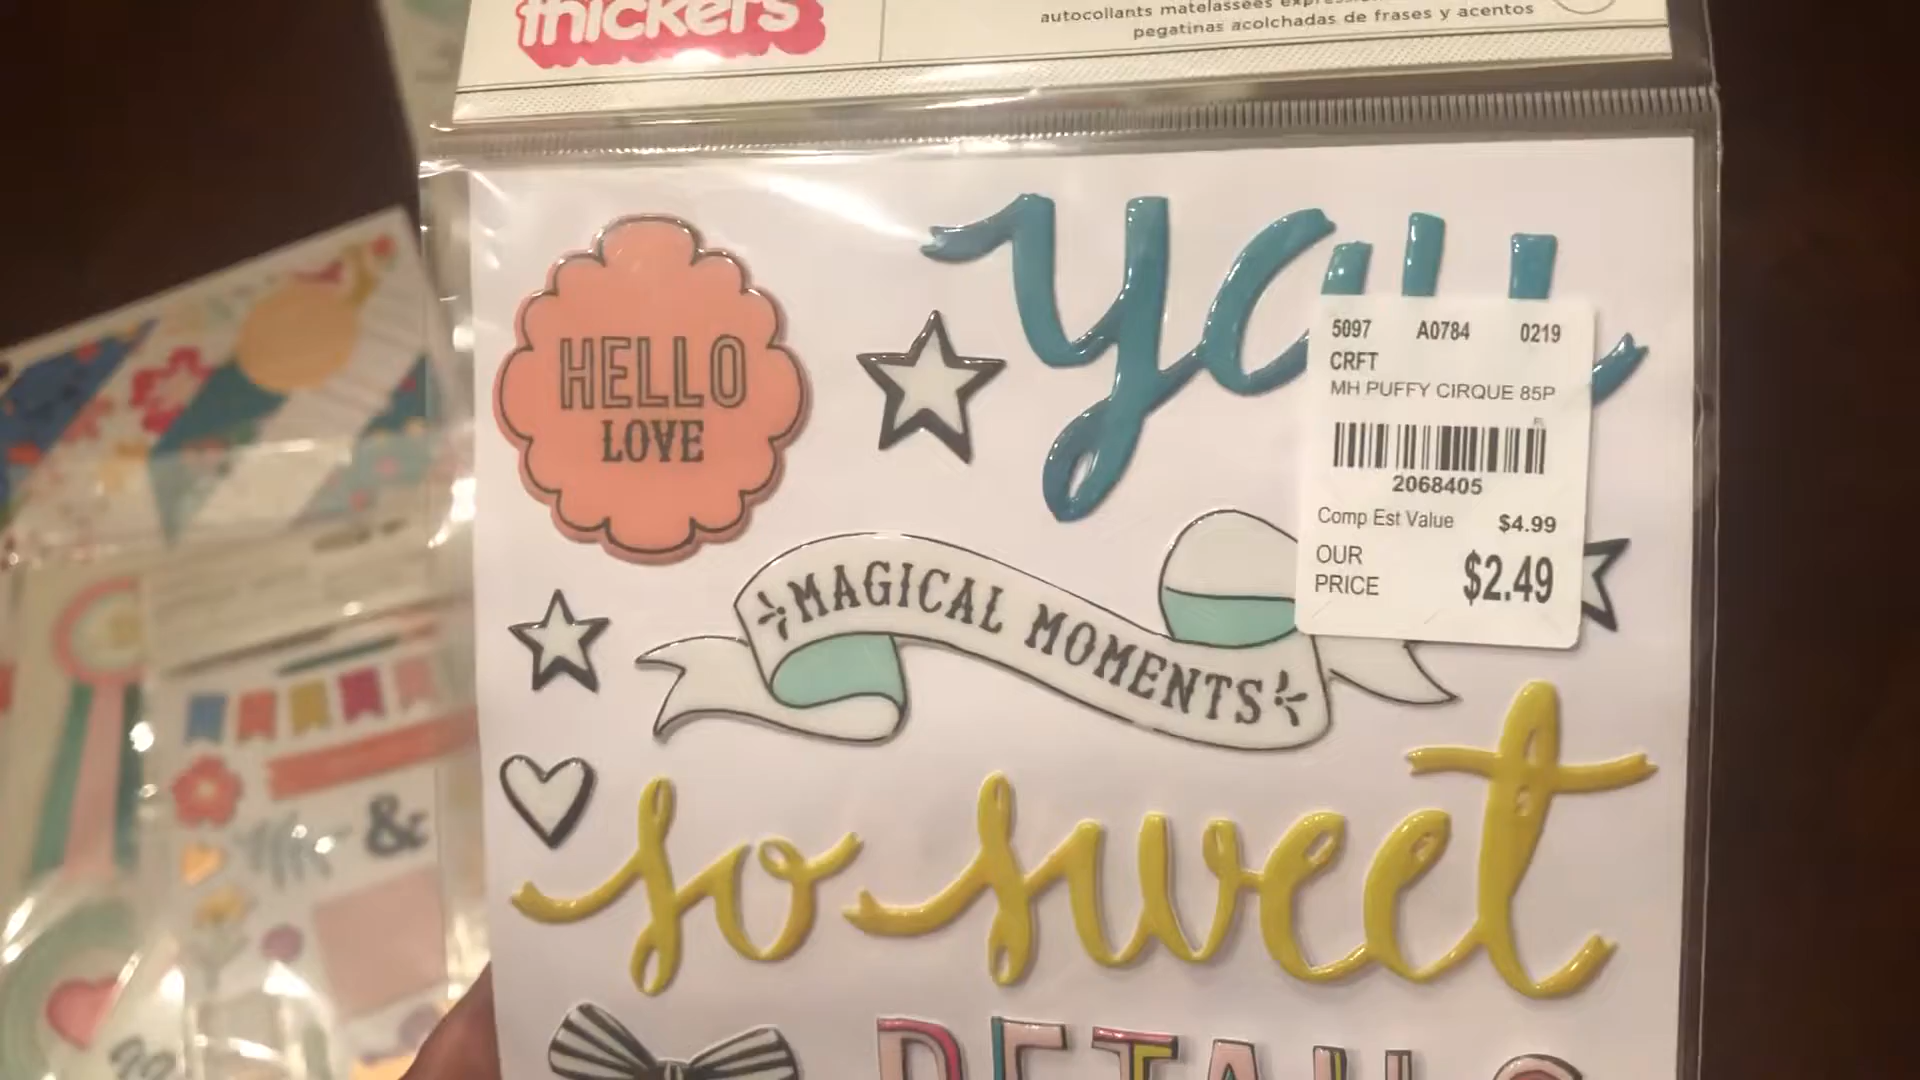 thickers
autocollants matelassées
pegatinas acolchadas de frases y acentos
HELLO
LOVE
5097 A0784 0219
CRFT
MH PUFFY CIRQUE 85P
2068405
Comp Est Value $4.99
OUR
PRICE $2.49
MAGICAL MOMENTS
so sweet
DETAILS
&